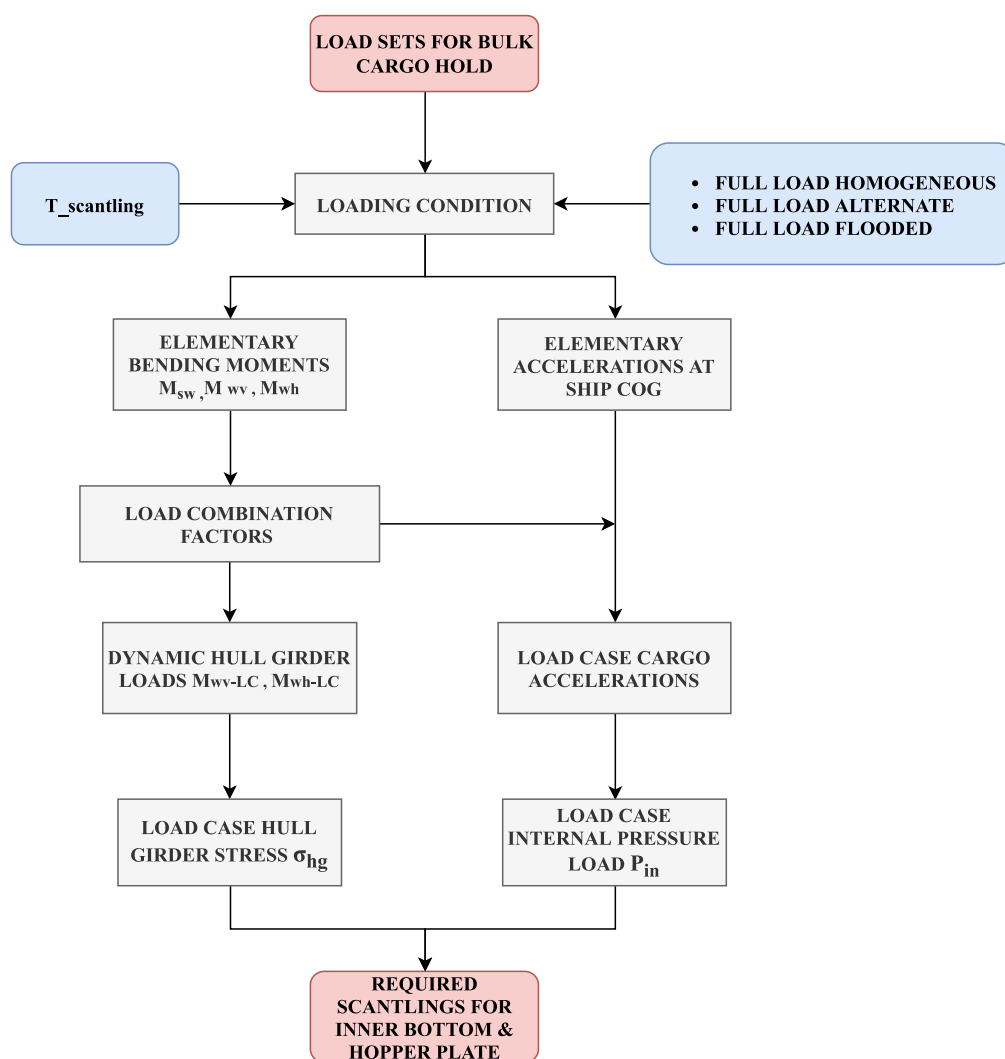 LOAD SETS FOR BULK
CARGO HOLD
T_scantling
LOADING CONDITION
• FULL LOAD HOMOGENEOUS
• FULL LOAD ALTERNATE
• FULL LOAD FLOODED
ELEMENTARY
BENDING MOMENTS
Msw ,M wv , Mwh
ELEMENTARY
ACCELERATIONS AT
SHIP COG
LOAD COMBINATION
FACTORS
DYNAMIC HULL GIRDER
LOADS Mwv-LC , Mwh-LC
LOAD CASE CARGO
ACCELERATIONS
LOAD CASE HULL
GIRDER STRESS σhg
LOAD CASE
INTERNAL PRESSURE
LOAD Pin
REQUIRED
SCANTLINGS FOR
INNER BOTTOM &
HOPPER PLATE